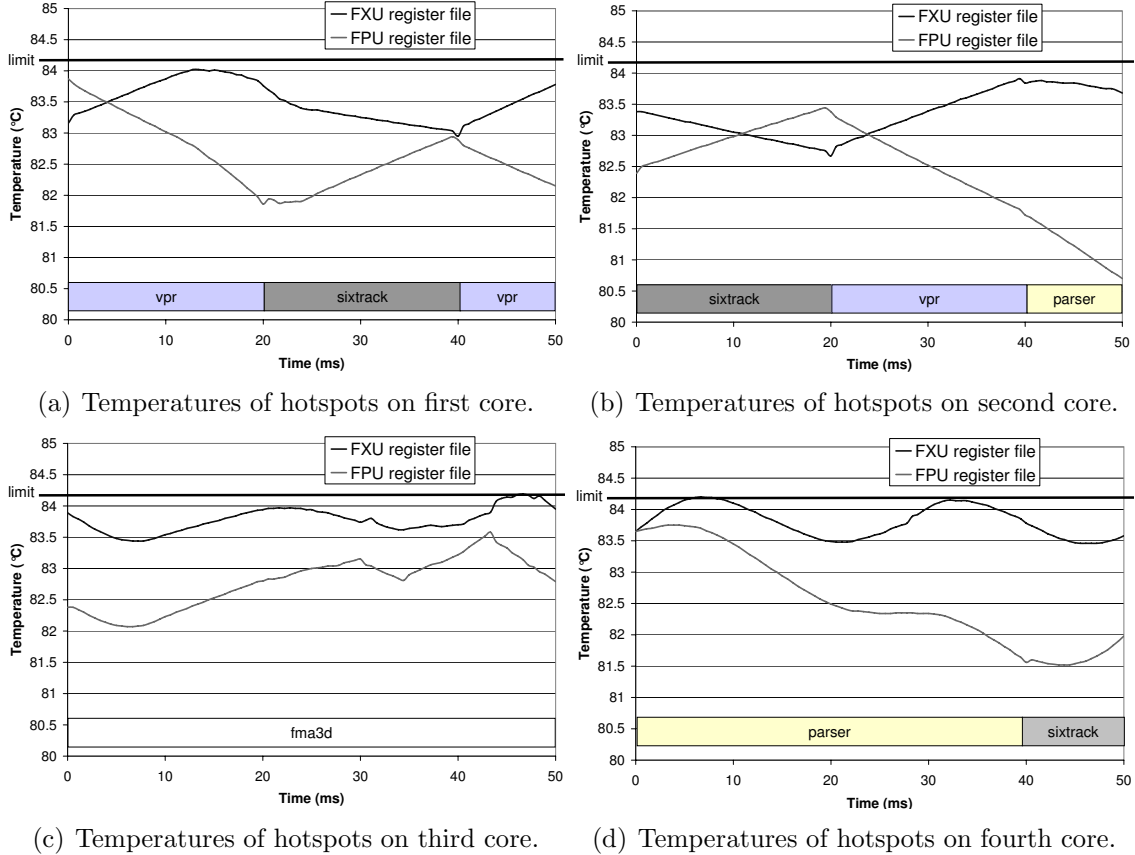 85
84.5
limit
84
83.5
83
82.5
82
81.5
81
80.5
80
Temperature (°C)
FXU register file
FPU register file
vpr sixtrack vpr
0 10 20 30 40 50
Time (ms)
(a) Temperatures of hotspots on first core.
85
84.5
limit
84
83.5
83
82.5
82
81.5
81
80.5
80
Temperature (°C)
FXU register file
FPU register file
sixtrack vpr parser
0 10 20 30 40 50
Time (ms)
(b) Temperatures of hotspots on second core.
85
84.5
limit
84
83.5
83
82.5
82
81.5
81
80.5
80
Temperature (°C)
FXU register file
FPU register file
fma3d
0 10 20 30 40 50
Time (ms)
(c) Temperatures of hotspots on third core.
85
84.5
limit
84
83.5
83
82.5
82
81.5
81
80.5
80
Temperature (°C)
FXU register file
FPU register file
parser sixtrack
0 10 20 30 40 50
Time (ms)
(d) Temperatures of hotspots on fourth core.